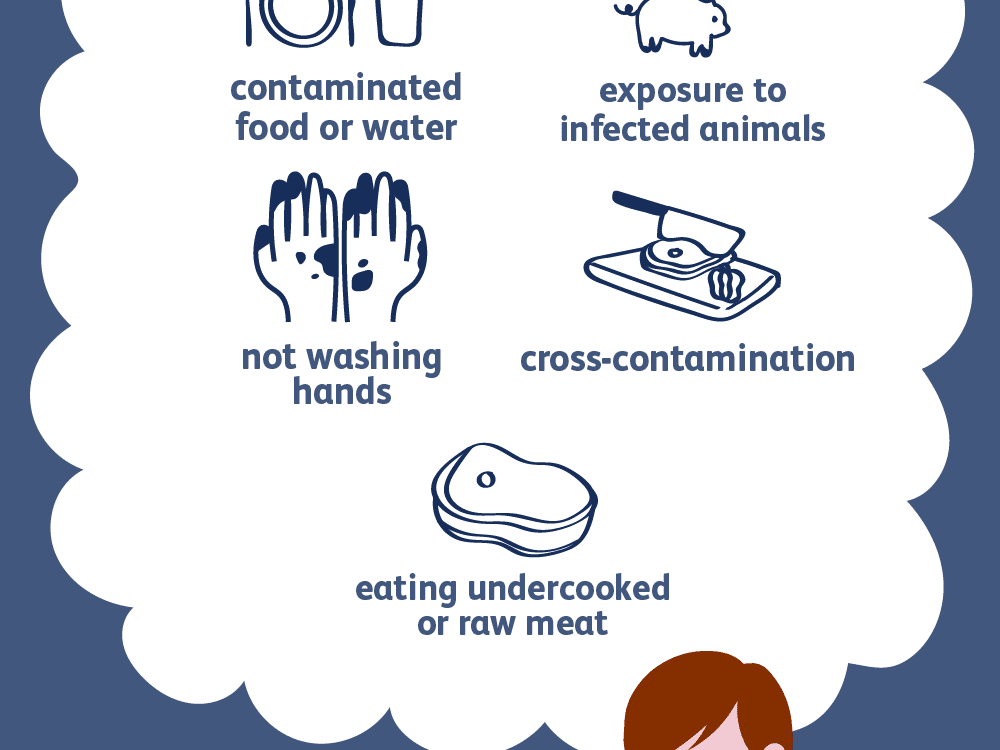 contaminated
food or water
exposure to
infected animals
not washing
hands
cross-contamination
eating undercooked
or raw meat